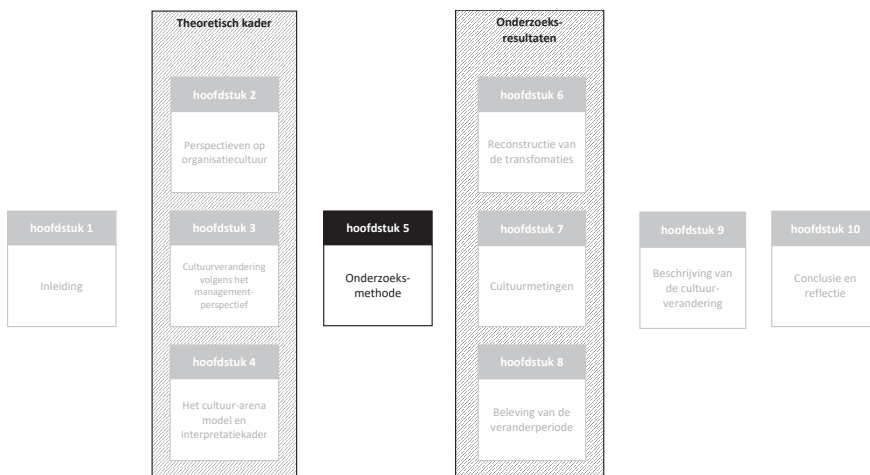 Theoretisch kader
hoofdstuk 2
Perspectieven op
organisatiecultuur
hoofdstuk 3
Cultuurverandering
volgens het
management-
perspectief
hoofdstuk 4
Het cultuur-arena
model en
interpretatiekader
hoofdstuk 1
Inleiding
hoofdstuk 5
Onderzoeks-
methode
Onderzoeks-
resultaten
hoofdstuk 6
Reconstructie van
de transfomaties
hoofdstuk 7
Cultuurmetingen
hoofdstuk 8
Beleving van de
veranderperiode
hoofdstuk 9
Beschrijving van
de cultuur-
verandering
hoofdstuk 10
Conclusie en
reflectie